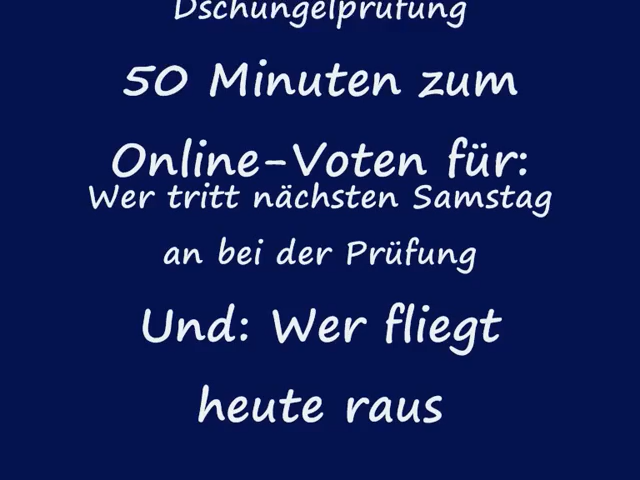 Dschungelprüfung
50 Minuten zum
Online-Voten für:
Wer tritt nächsten Samstag
an bei der Prüfung
Und: Wer fliegt
heute raus